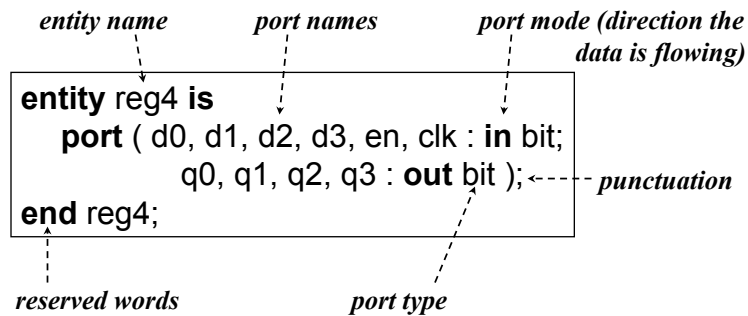 entity name port names port mode (direction the
data is flowing)
entity reg4 is
port ( d0, d1, d2, d3, en, clk : in bit;
q0, q1, q2, q3 : out bit );
punctuation
end reg4;
reserved words port type